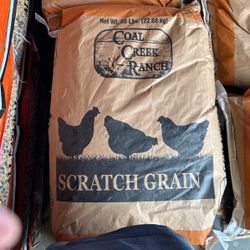 Net Wt. 50 Lbs. (22.68 kg)
COAL
CREEK
RANCH
SCRATCH GRAIN